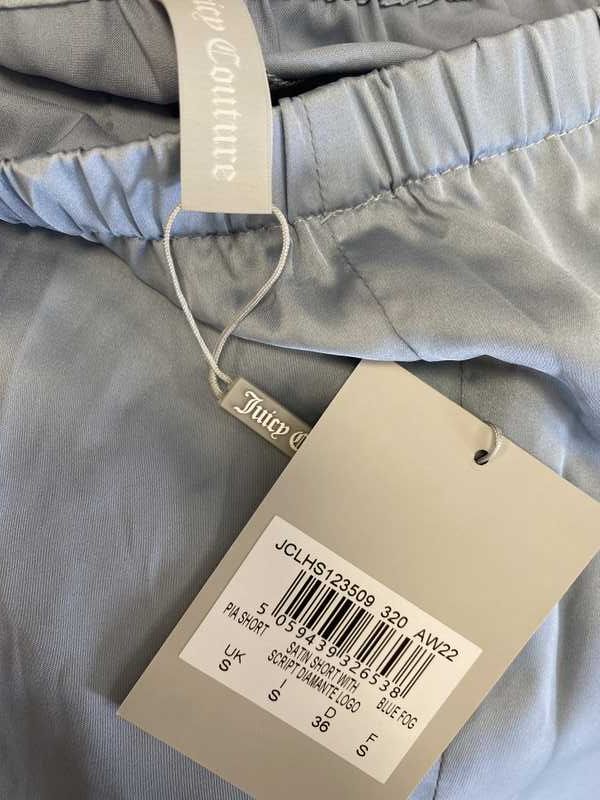 Juicy Couture
Juicy C
JCLHS123509 320 AW22
5 059439 326538
PIA SHORT
SATIN SHORT WITH
SCRIPT DIAMANTE LOGO
BLUE FOG
UK I D F
S S 36 S